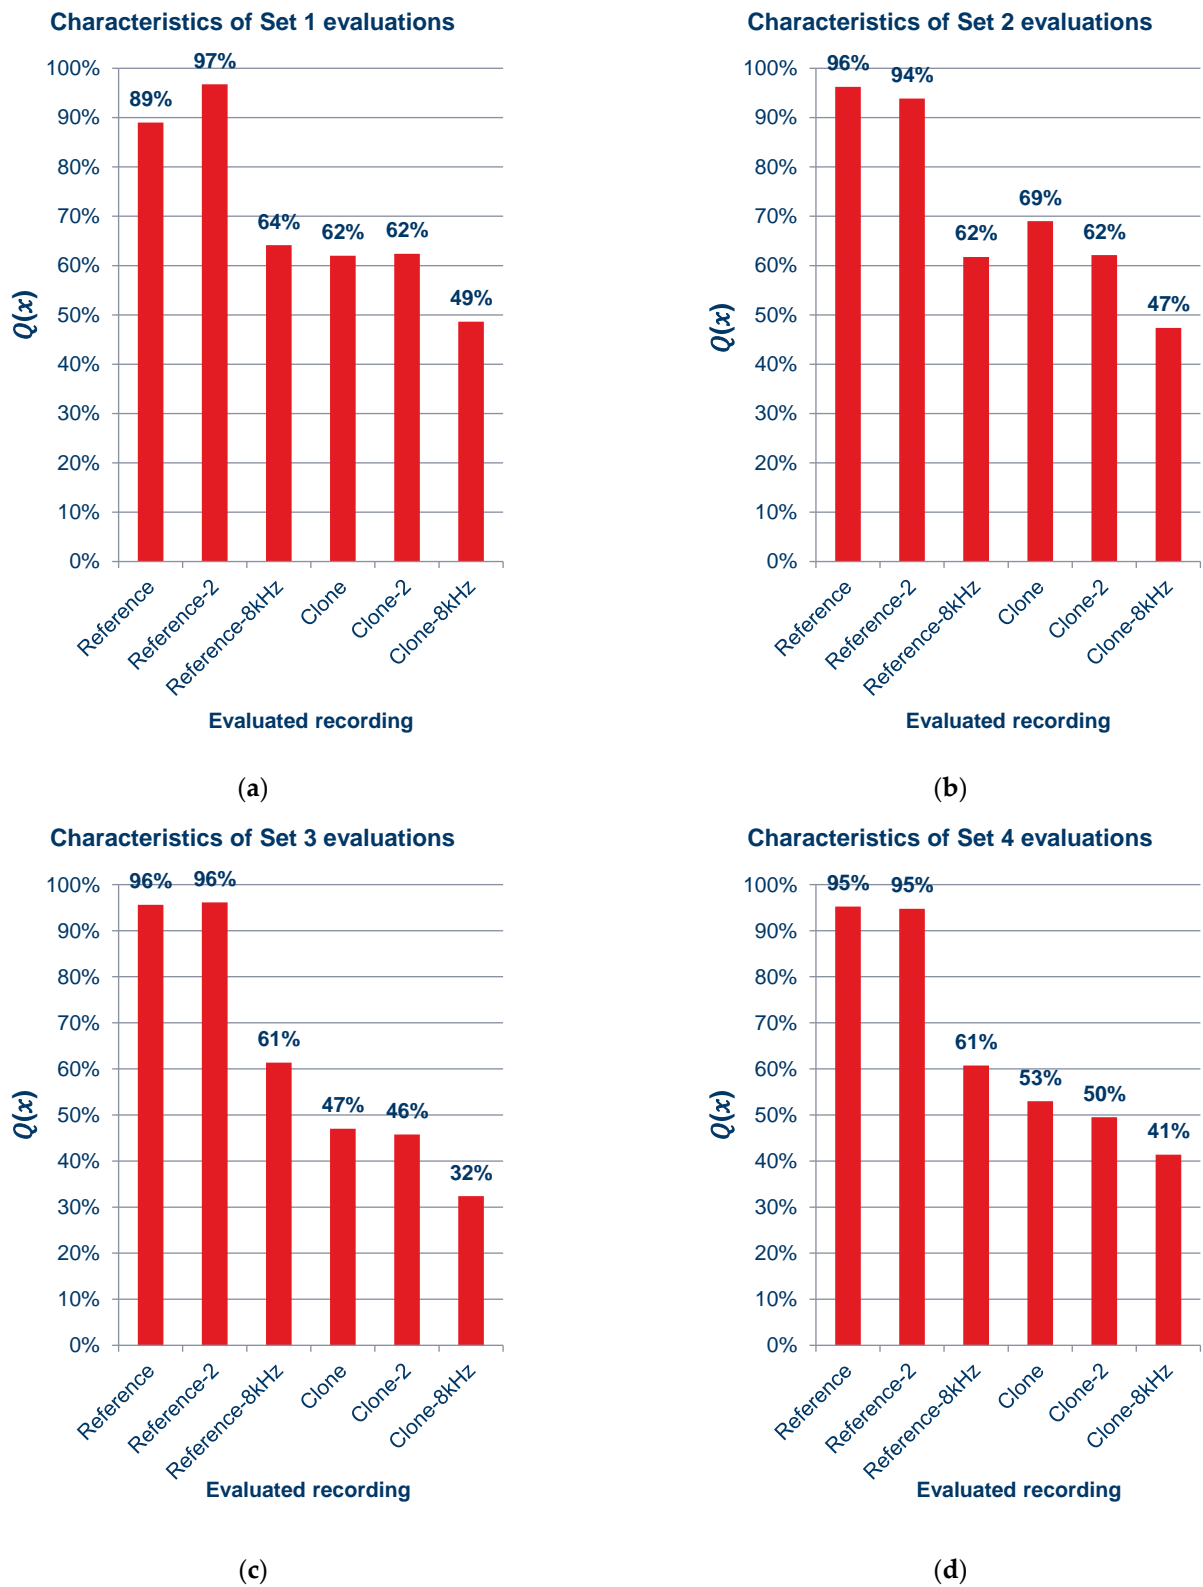 Characteristics of Set 1 evaluations
100%
90%
80%
70%
60%
50%
40%
30%
20%
10%
0%
Q(x)
89%
97%
64%
62%
62%
49%
Reference
Reference-2
Reference-8kHz
Clone
Clone-2
Clone-8kHz
Evaluated recording
(a)
Characteristics of Set 2 evaluations
100%
90%
80%
70%
60%
50%
40%
30%
20%
10%
0%
Q(x)
96%
94%
62%
69%
62%
47%
Reference
Reference-2
Reference-8kHz
Clone
Clone-2
Clone-8kHz
Evaluated recording
(b)
Characteristics of Set 3 evaluations
100%
90%
80%
70%
60%
50%
40%
30%
20%
10%
0%
Q(x)
96%
96%
61%
47%
46%
32%
Reference
Reference-2
Reference-8kHz
Clone
Clone-2
Clone-8kHz
Evaluated recording
(c)
Characteristics of Set 4 evaluations
100%
90%
80%
70%
60%
50%
40%
30%
20%
10%
0%
Q(x)
95%
95%
61%
53%
50%
41%
Reference
Reference-2
Reference-8kHz
Clone
Clone-2
Clone-8kHz
Evaluated recording
(d)